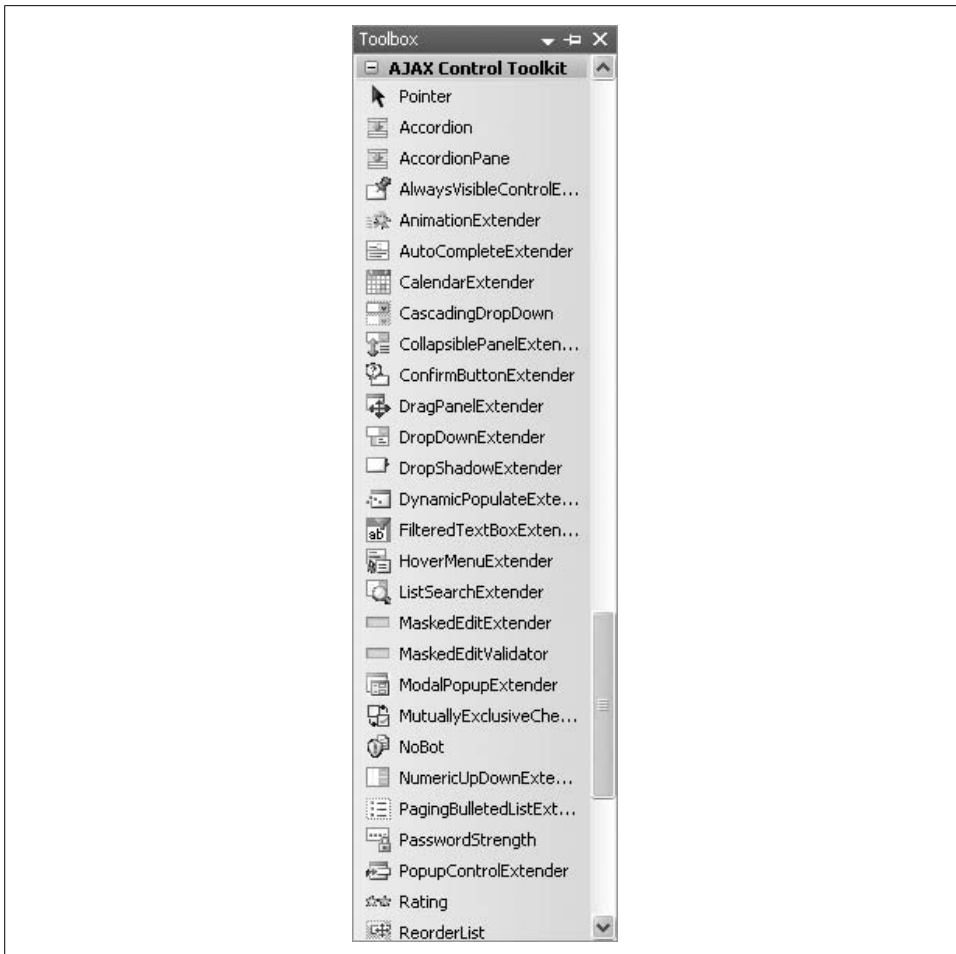 Toolbox
AJAX Control Toolkit
Pointer
Accordion
AccordionPane
AlwaysVisibleControlE...
AnimationExtender
AutoCompleteExtender
CalendarExtender
CascadingDropDown
CollapsiblePanelExten...
ConfirmButtonExtender
DragPanelExtender
DropDownExtender
DropShadowExtender
DynamicPopulateExte...
FilteredTextBoxExten...
HoverMenuExtender
ListSearchExtender
MaskedEditExtender
MaskedEditValidator
ModalPopupExtender
MutuallyExclusiveChe...
NoBot
NumericUpDownExte...
PagingBulletedListExt...
PasswordStrength
PopupControlExtender
Rating
ReorderList